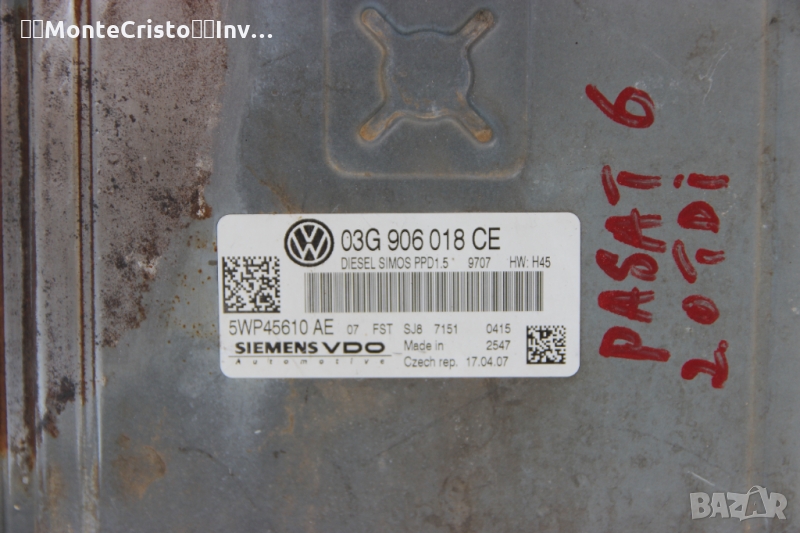 ▯▯MonteCristo▯▯Inv...
03G 906 018 CE
DIESEL SIMOS PPD1.5 * 9707 HW: H45
5WP45610 AE 07 . FST SJ8 7151 0415
SIEMENS VDO
Automotive
Made in 2547
Czech rep. 17.04.07
PASAT 6
2.0 TDi
BAZAR